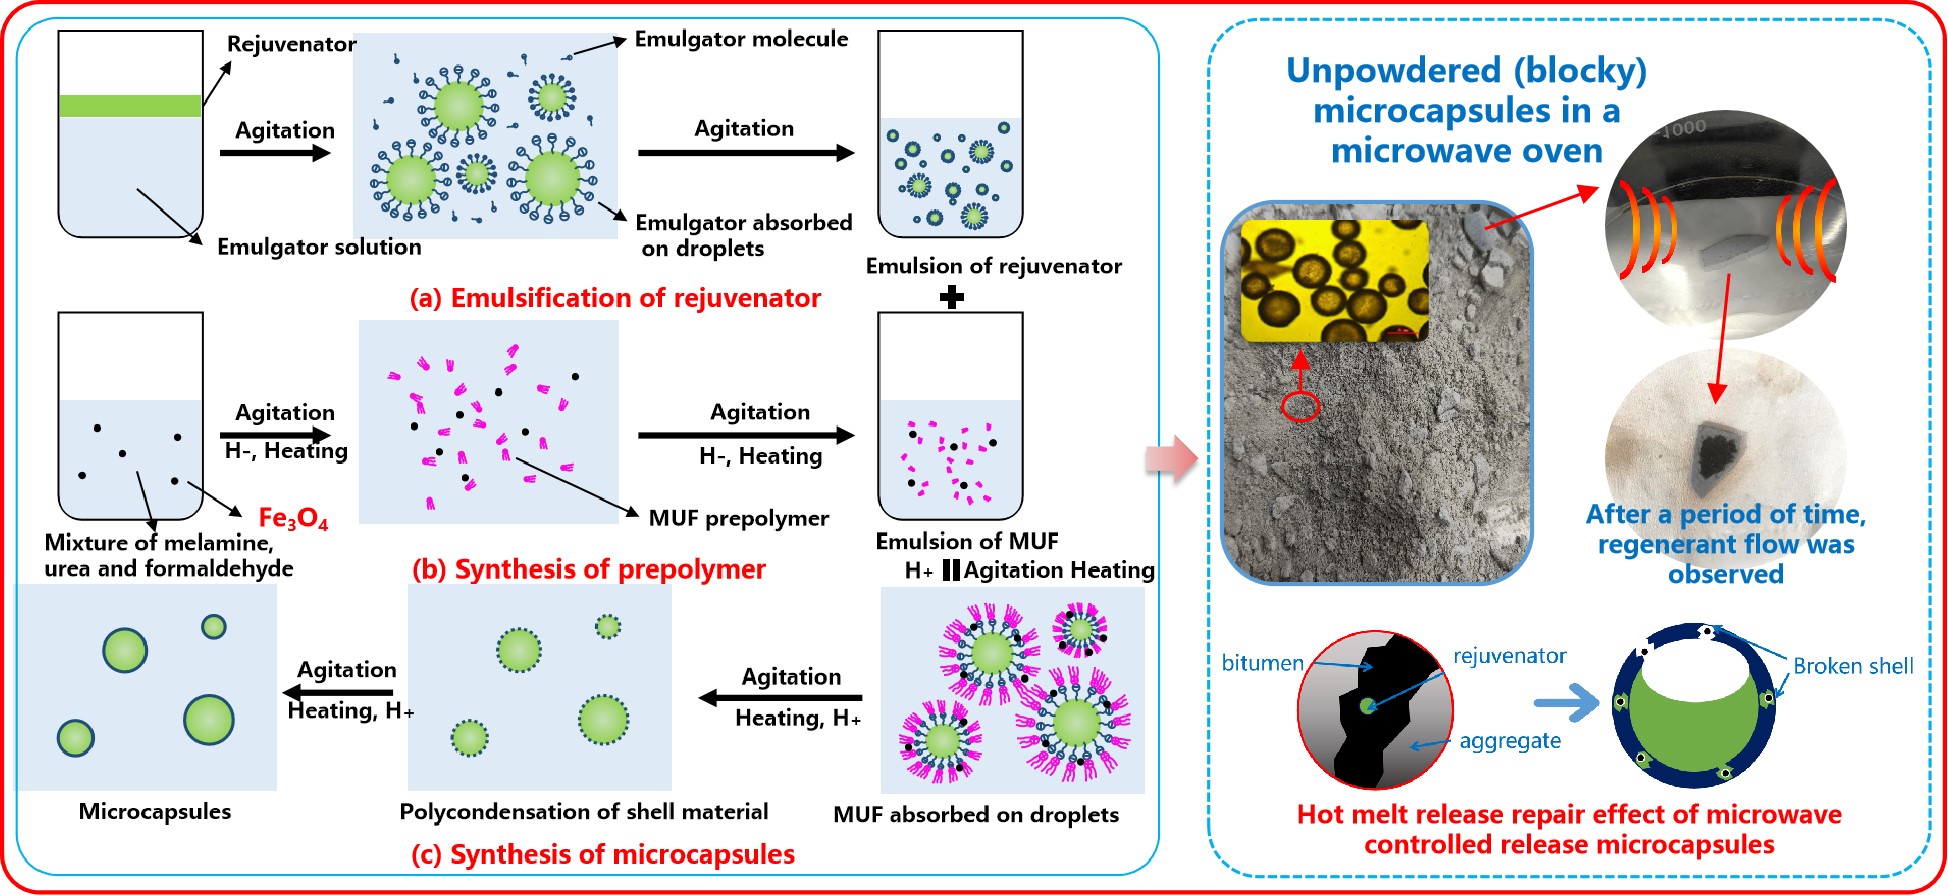 Rejuvenator
Agitation
Emulgator solution
Emulgator molecule
Agitation
Emulgator absorbed
on droplets
Emulsion of rejuvenator
(a) Emulsification of rejuvenator
Agitation
H-, Heating
Fe₃O₄
Mixture of melamine,
urea and formaldehyde
Agitation
H-, Heating
MUF prepolymer
Emulsion of MUF
(b) Synthesis of prepolymer
H+
Agitation Heating
Agitation
Heating, H+
MUF absorbed on droplets
Agitation
Heating, H+
Polycondensation of shell material
Microcapsules
(c) Synthesis of microcapsules
Unpowdered (blocky)
microcapsules in a
microwave oven
1000
After a period of time,
regenerant flow was
observed
bitumen
rejuvenator
aggregate
Broken shell
Hot melt release repair effect of microwave
controlled release microcapsules